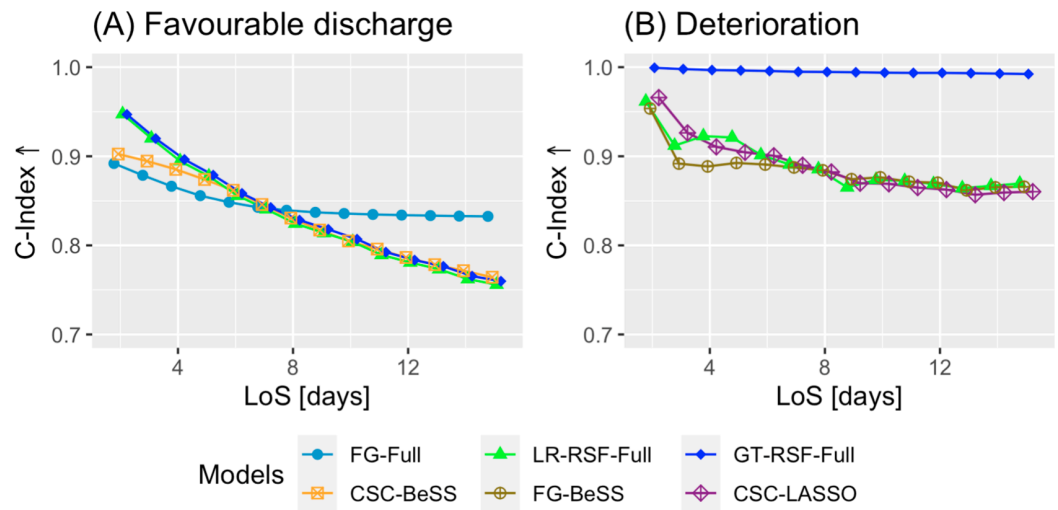 (A) Favourable discharge
(B) Deterioration
C-Index ↑
1.0
0.9
0.8
0.7
4
8
12
LoS [days]
C-Index ↑
1.0
0.9
0.8
0.7
4
8
12
LoS [days]
Models
FG-Full
LR-RSF-Full
GT-RSF-Full
CSC-BeSS
FG-BeSS
CSC-LASSO